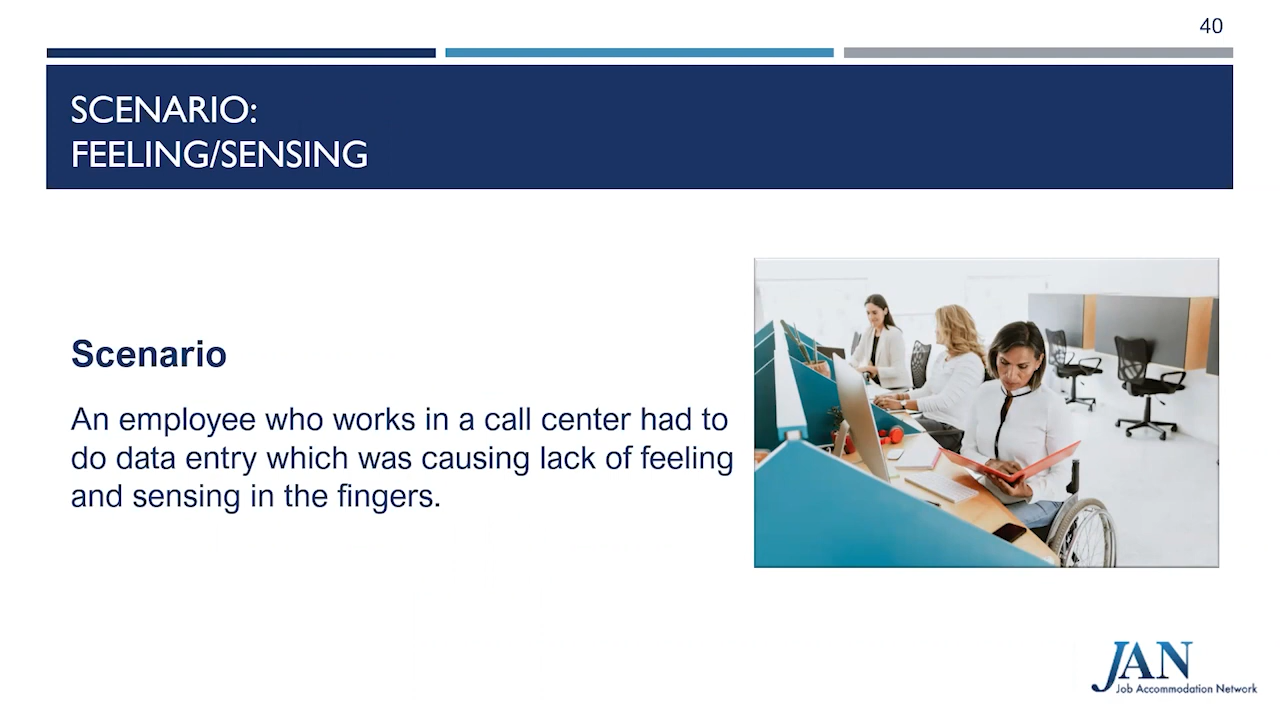 40
SCENARIO:
FEELING/SENSING
Scenario
An employee who works in a call center had to
do data entry which was causing lack of feeling
and sensing in the fingers.
JAN
Job Accommodation Network